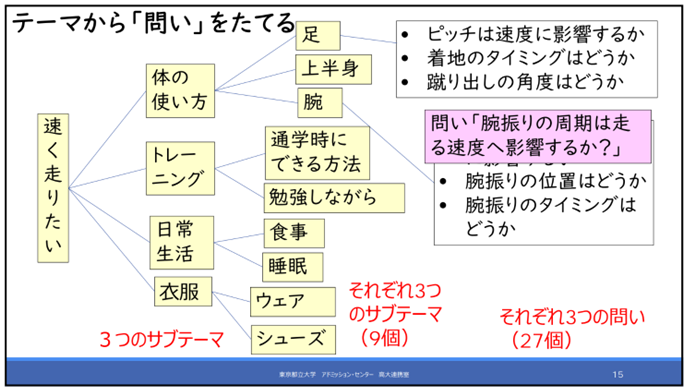 テーマから「問い」をたてる
速く走りたい
体の
使い方
トレー
ニング
日常
生活
衣服
３つのサブテーマ
足
上半身
腕
通学時に
できる方法
勉強しながら
食事
睡眠
ウェア
シューズ
それぞれ3つ
のサブテーマ
（9個）
• ピッチは速度に影響するか
• 着地のタイミングはどうか
• 蹴り出しの角度はどうか
問い「腕振りの周期は走
る速度へ影響するか？」
• 腕振りの位置はどうか
• 腕振りのタイミングは
どうか
それぞれ3つの問い
（27個）
東京都立大学　アドミッション・センター　高大連携室
15